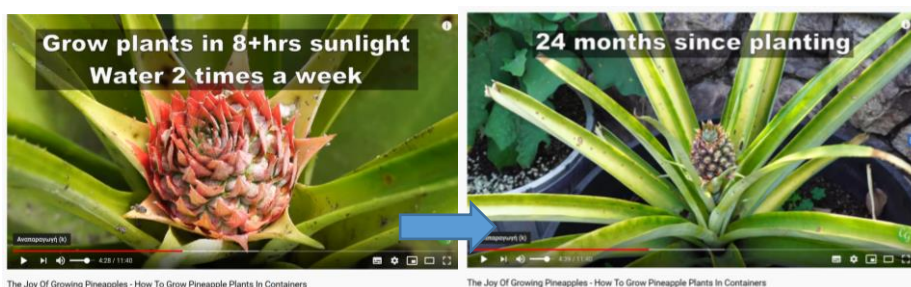 Grow plants in 8+hrs sunlight
Water 2 times a week
Αναπαραγωγή (k)
4:28 / 11:40
The Joy Of Growing Pineapples - How To Grow Pineapple Plants In Containers
24 months since planting
παραγωγή (k)
4:39 / 11:40
The Joy Of Growing Pineapples - How To Grow Pineapple Plants In Containers